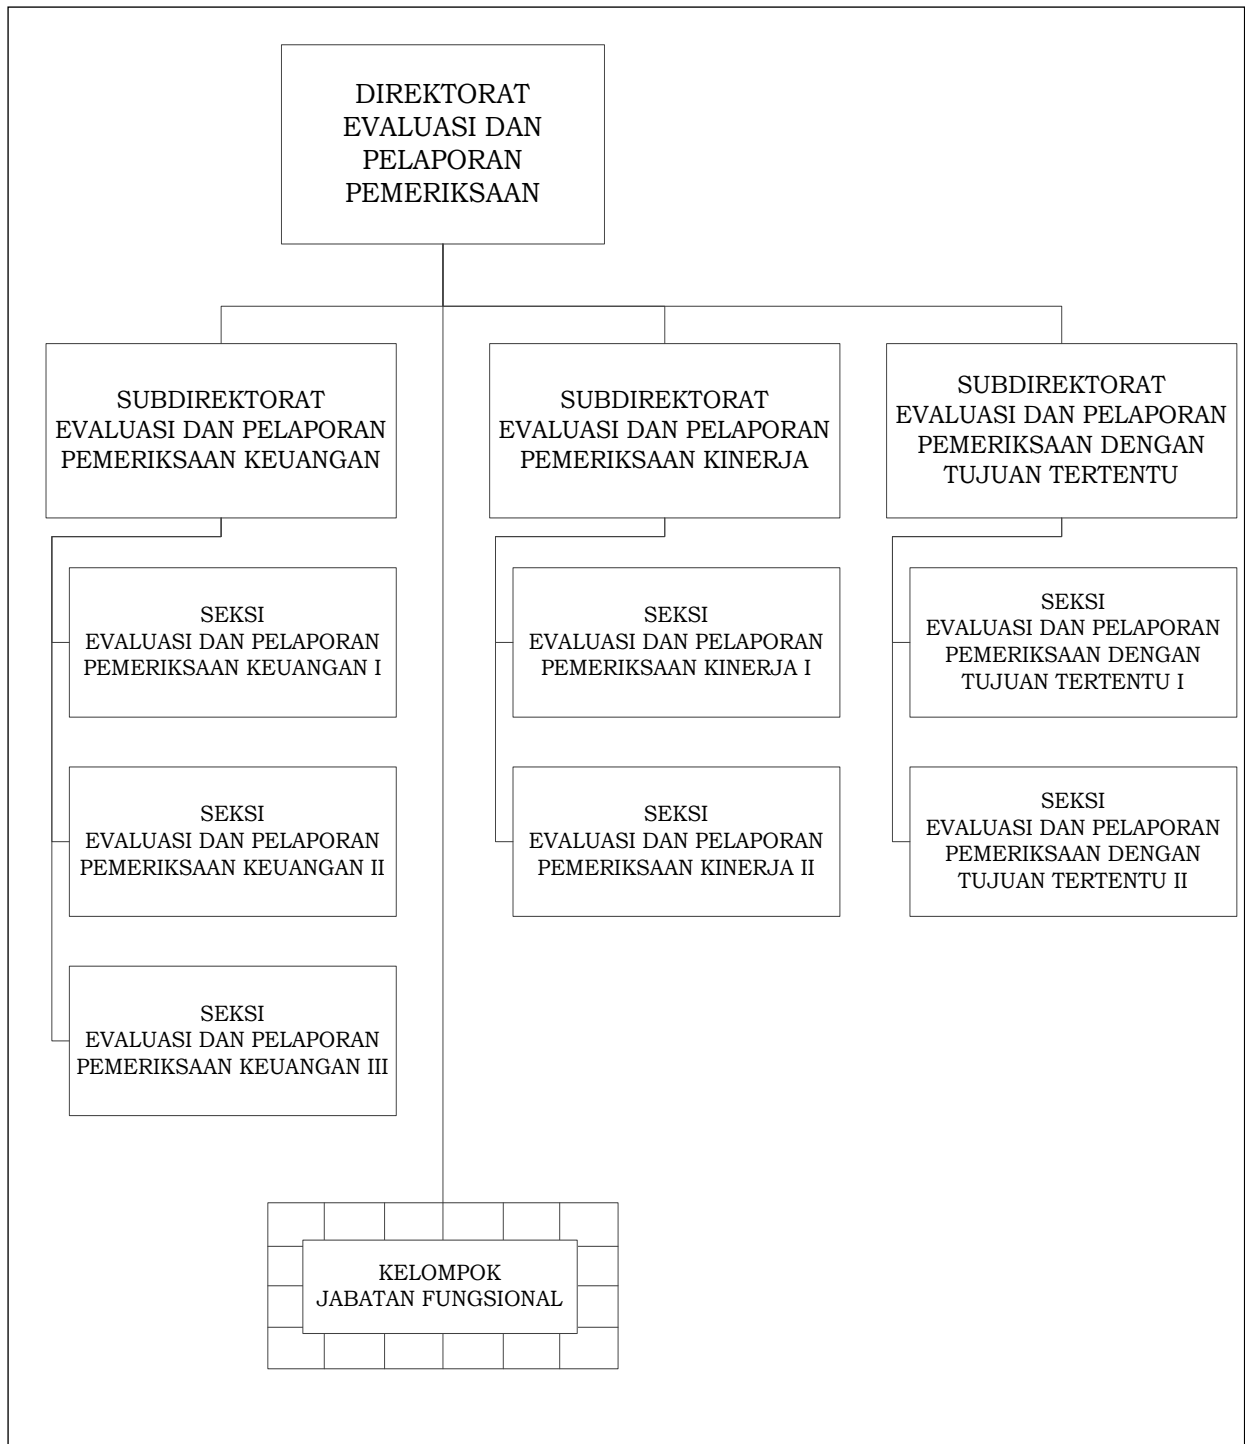 DIREKTORAT
EVALUASI DAN
PELAPORAN
PEMERIKSAAN
SUBDIREKTORAT
EVALUASI DAN PELAPORAN
PEMERIKSAAN KEUANGAN
SUBDIREKTORAT
EVALUASI DAN PELAPORAN
PEMERIKSAAN KINERJA
SUBDIREKTORAT
EVALUASI DAN PELAPORAN
PEMERIKSAAN DENGAN
TUJUAN TERTENTU
SEKSI
EVALUASI DAN PELAPORAN
PEMERIKSAAN KEUANGAN I
SEKSI
EVALUASI DAN PELAPORAN
PEMERIKSAAN KINERJA I
SEKSI
EVALUASI DAN PELAPORAN
PEMERIKSAAN DENGAN
TUJUAN TERTENTU I
SEKSI
EVALUASI DAN PELAPORAN
PEMERIKSAAN KEUANGAN II
SEKSI
EVALUASI DAN PELAPORAN
PEMERIKSAAN KINERJA II
SEKSI
EVALUASI DAN PELAPORAN
PEMERIKSAAN DENGAN
TUJUAN TERTENTU II
SEKSI
EVALUASI DAN PELAPORAN
PEMERIKSAAN KEUANGAN III
KELOMPOK
JABATAN FUNGSIONAL